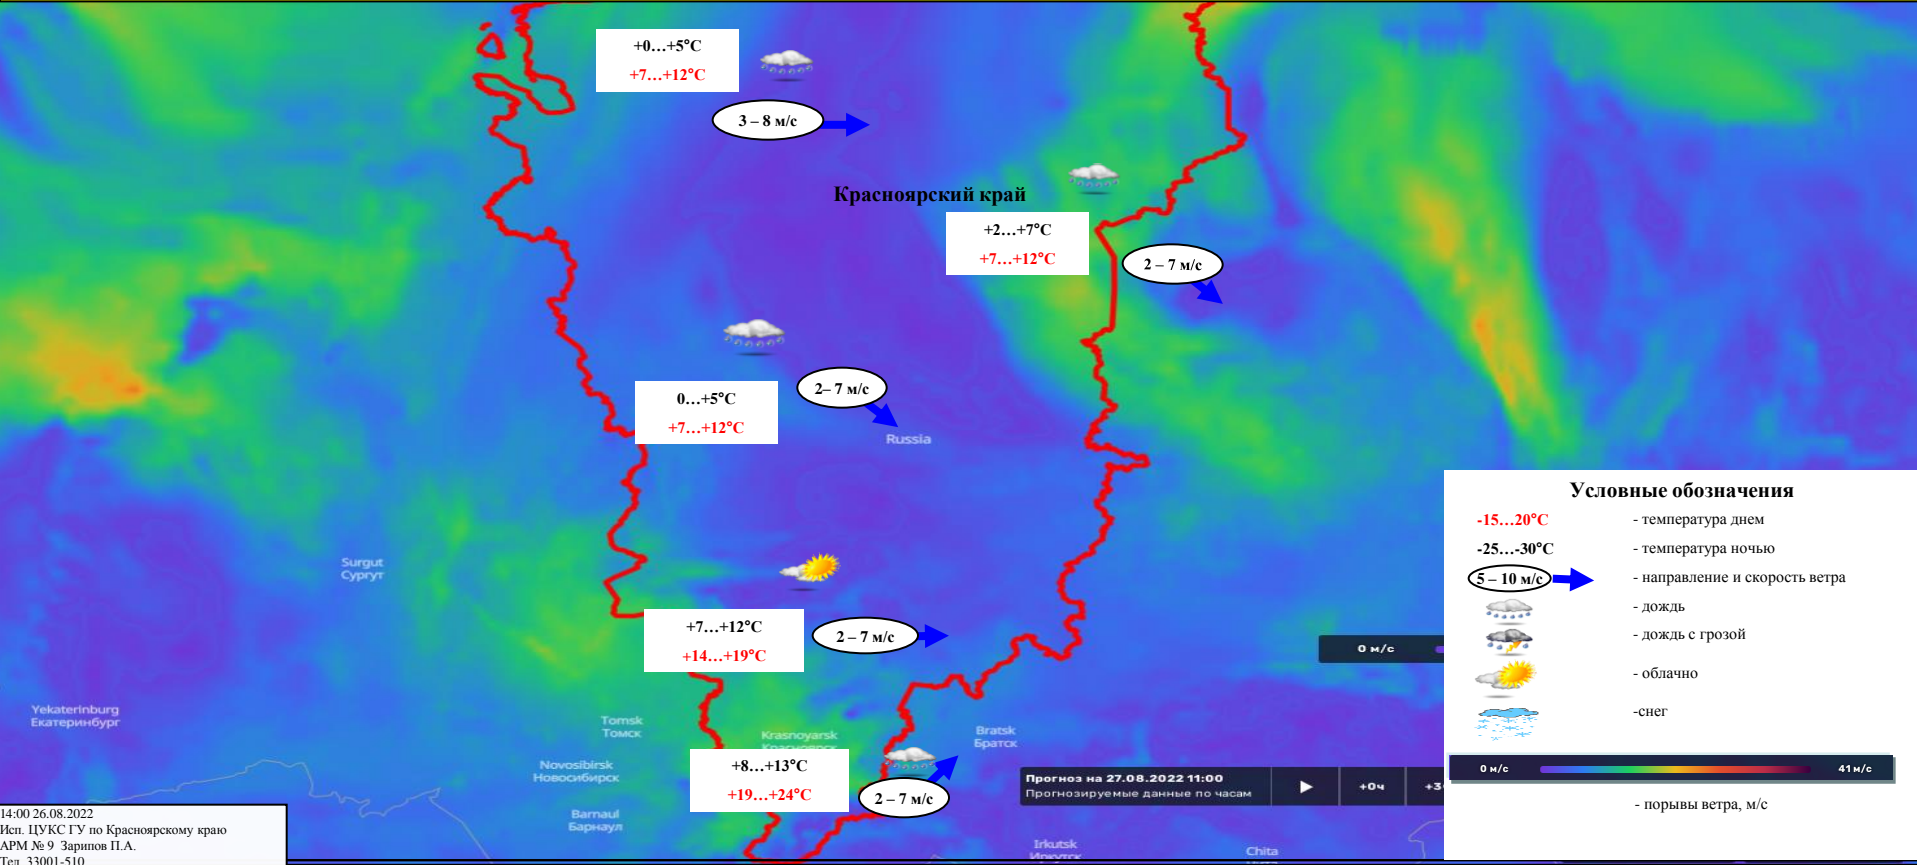 +0…+5°С
+7…+12°С
3 – 8 м/с
Красноярский край
+2…+7°С
+7…+12°С
2 – 7 м/с
0…+5°С
+7…+12°С
2– 7 м/с
Russia
Surgut
Сургут
+7…+12°С
+14…+19°С
2 – 7 м/с
0 м/с
Yekaterinburg
Екатеринбург
Tomsk
Томск
Krasnoyarsk
Красноярск
Bratsk
Братск
Novosibirsk
Новосибирск
+8…+13°С
+19…+24°С
2 – 7 м/с
Barnaul
Барнаул
Прогноз на 27.08.2022 11:00
Прогнозируемые данные по часам
+0ч
+3
Irkutsk
Иркутск
Chita
Условные обозначения
-15…20°С - температура днем
-25…-30°С - температура ночью
5 – 10 м/с - направление и скорость ветра
- дождь
- дождь с грозой
- облачно
-снег
0 м/с 41 м/с
- порывы ветра, м/с
14:00 26.08.2022
Исп. ЦУКС ГУ по Красноярскому краю
АРМ № 9 Зарипов П.А.
Тел. 33001-510